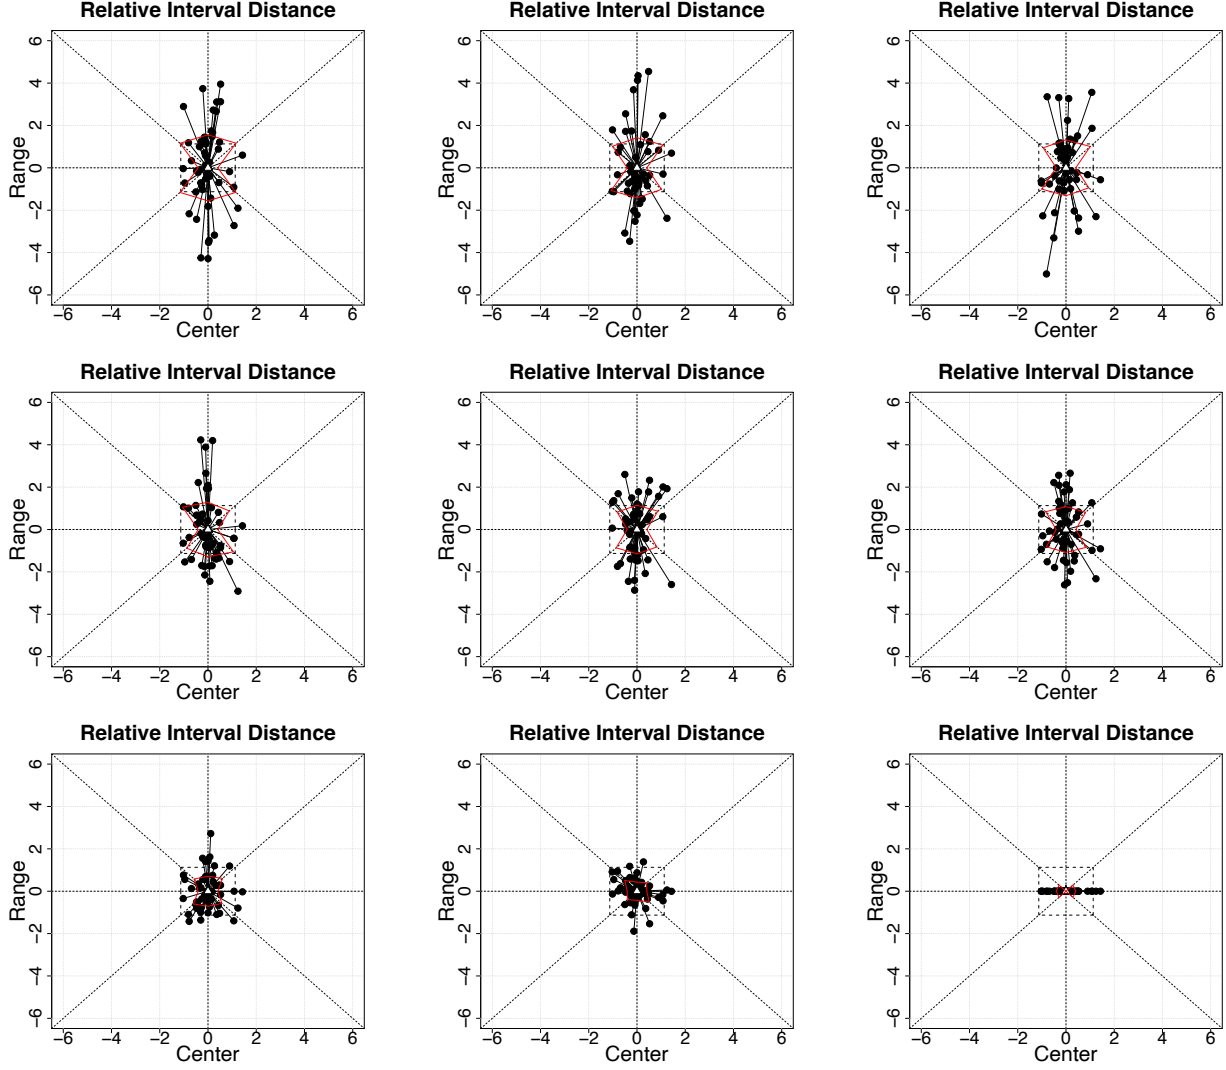 Relative Interval Distance Relative Interval Distance Relative Interval Distance
6 6 6
4 4 4
2 2 2
Range 0 Range 0 Range 0
−2 −2 −2
−4 −4 −4
−6 −6 −6
−6 −4 −2 0 2 4 6 −6 −4 −2 0 2 4 6 −6 −4 −2 0 2 4 6
Center Center Center
Relative Interval Distance Relative Interval Distance Relative Interval Distance
6 6 6
4 4 4
2 2 2
Range 0 Range 0 Range 0
−2 −2 −2
−4 −4 −4
−6 −6 −6
−6 −4 −2 0 2 4 6 −6 −4 −2 0 2 4 6 −6 −4 −2 0 2 4 6
Center Center Center
Relative Interval Distance Relative Interval Distance Relative Interval Distance
6 6 6
4 4 4
2 2 2
Range 0 Range 0 Range 0
−2 −2 −2
−4 −4 −4
−6 −6 −6
−6 −4 −2 0 2 4 6 −6 −4 −2 0 2 4 6 −6 −4 −2 0 2 4 6
Center Center Center